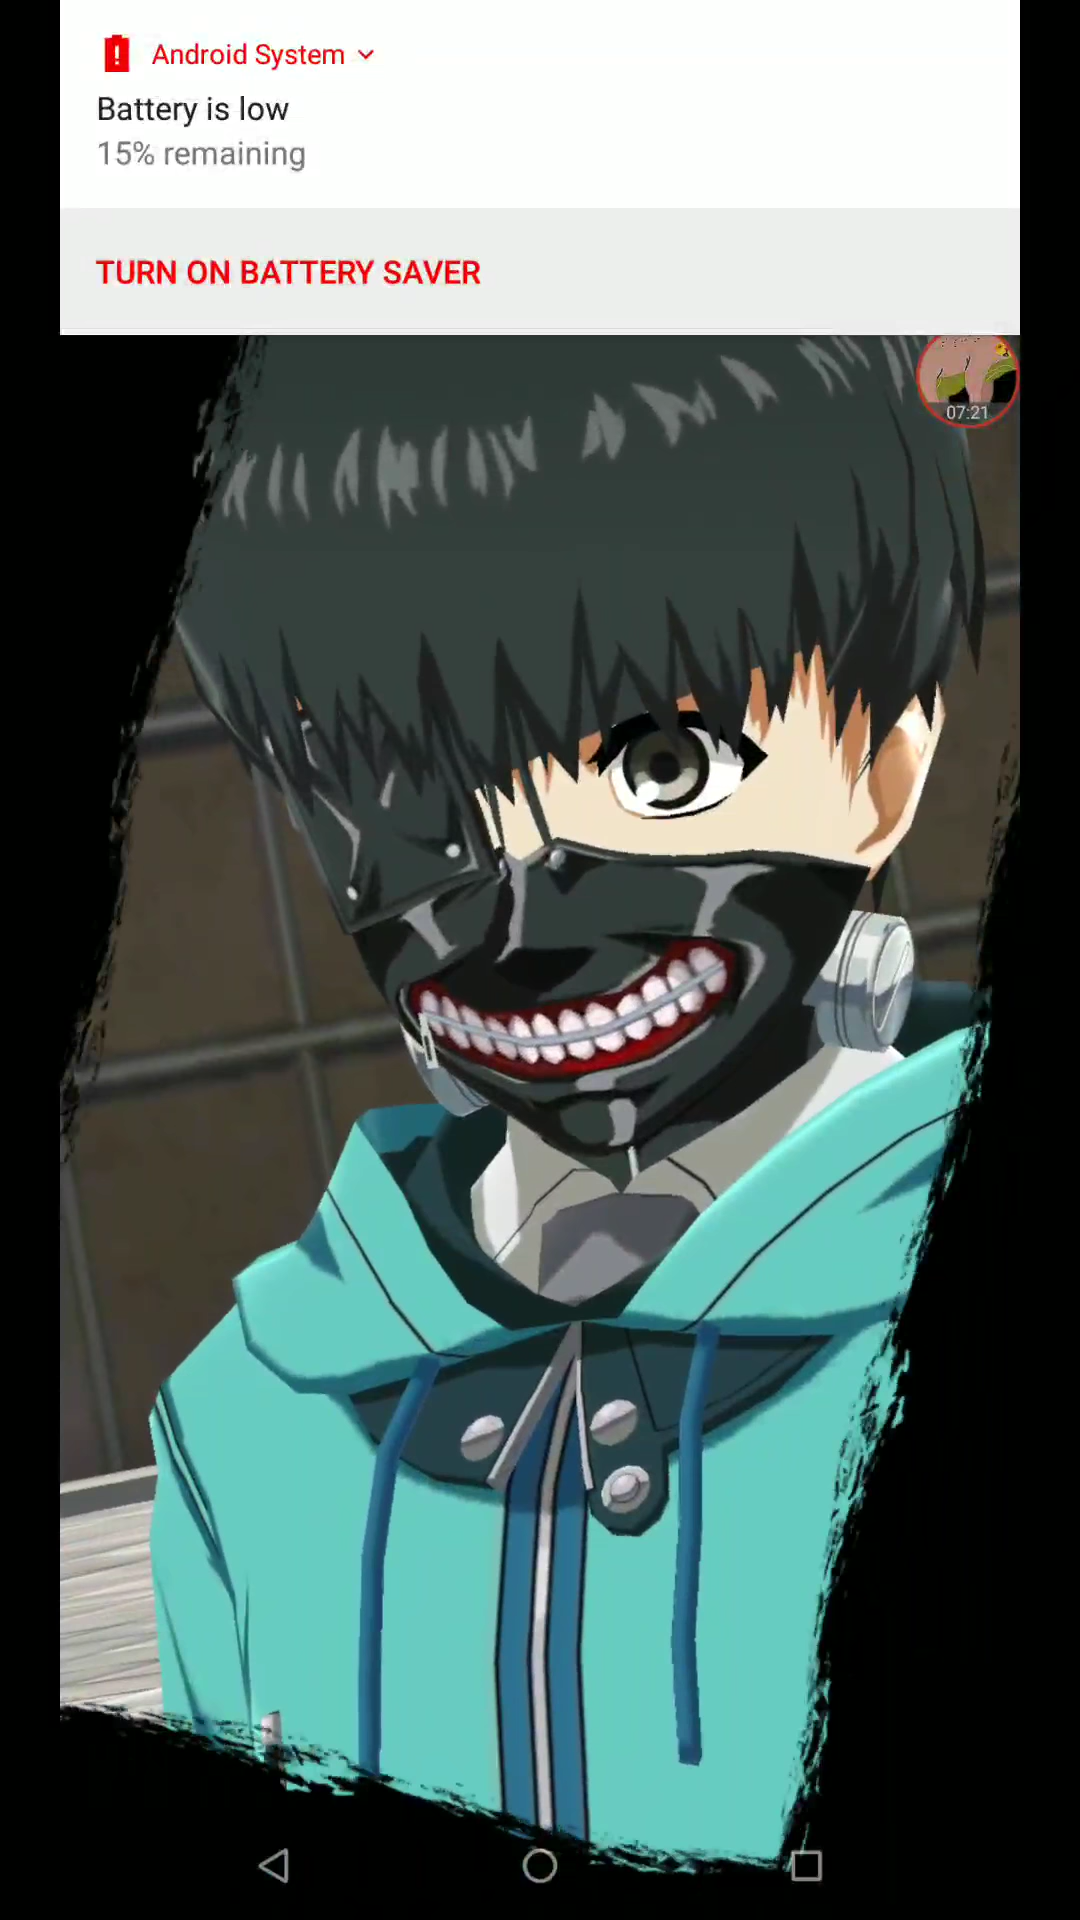 Android System
Battery is low
15% remaining
TURN ON BATTERY SAVER
07:21